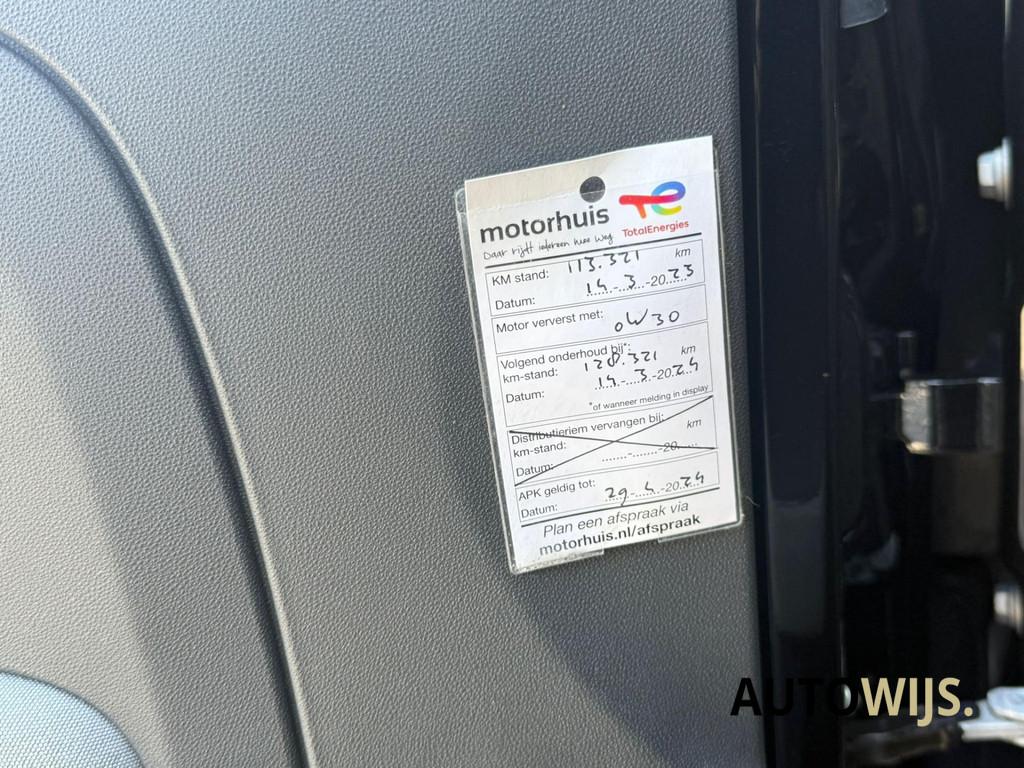 motorhuis
TotalEnergies
Daar rijdt iedereen mee weg
KM stand: 113.321 km
Datum: 14-3-2023
Motor ververst met: 0W30
Volgend onderhoud bij*:
km-stand: 128.321 km
Datum: 14-3-2024
*of wanneer melding in display
Distributieriem vervangen bij:
km-stand: km
Datum: .......-.......-20.......
APK geldig tot:
Datum: 29-4-2024
Plan een afspraak via
motorhuis.nl/afspraak
AUTOWIJS.